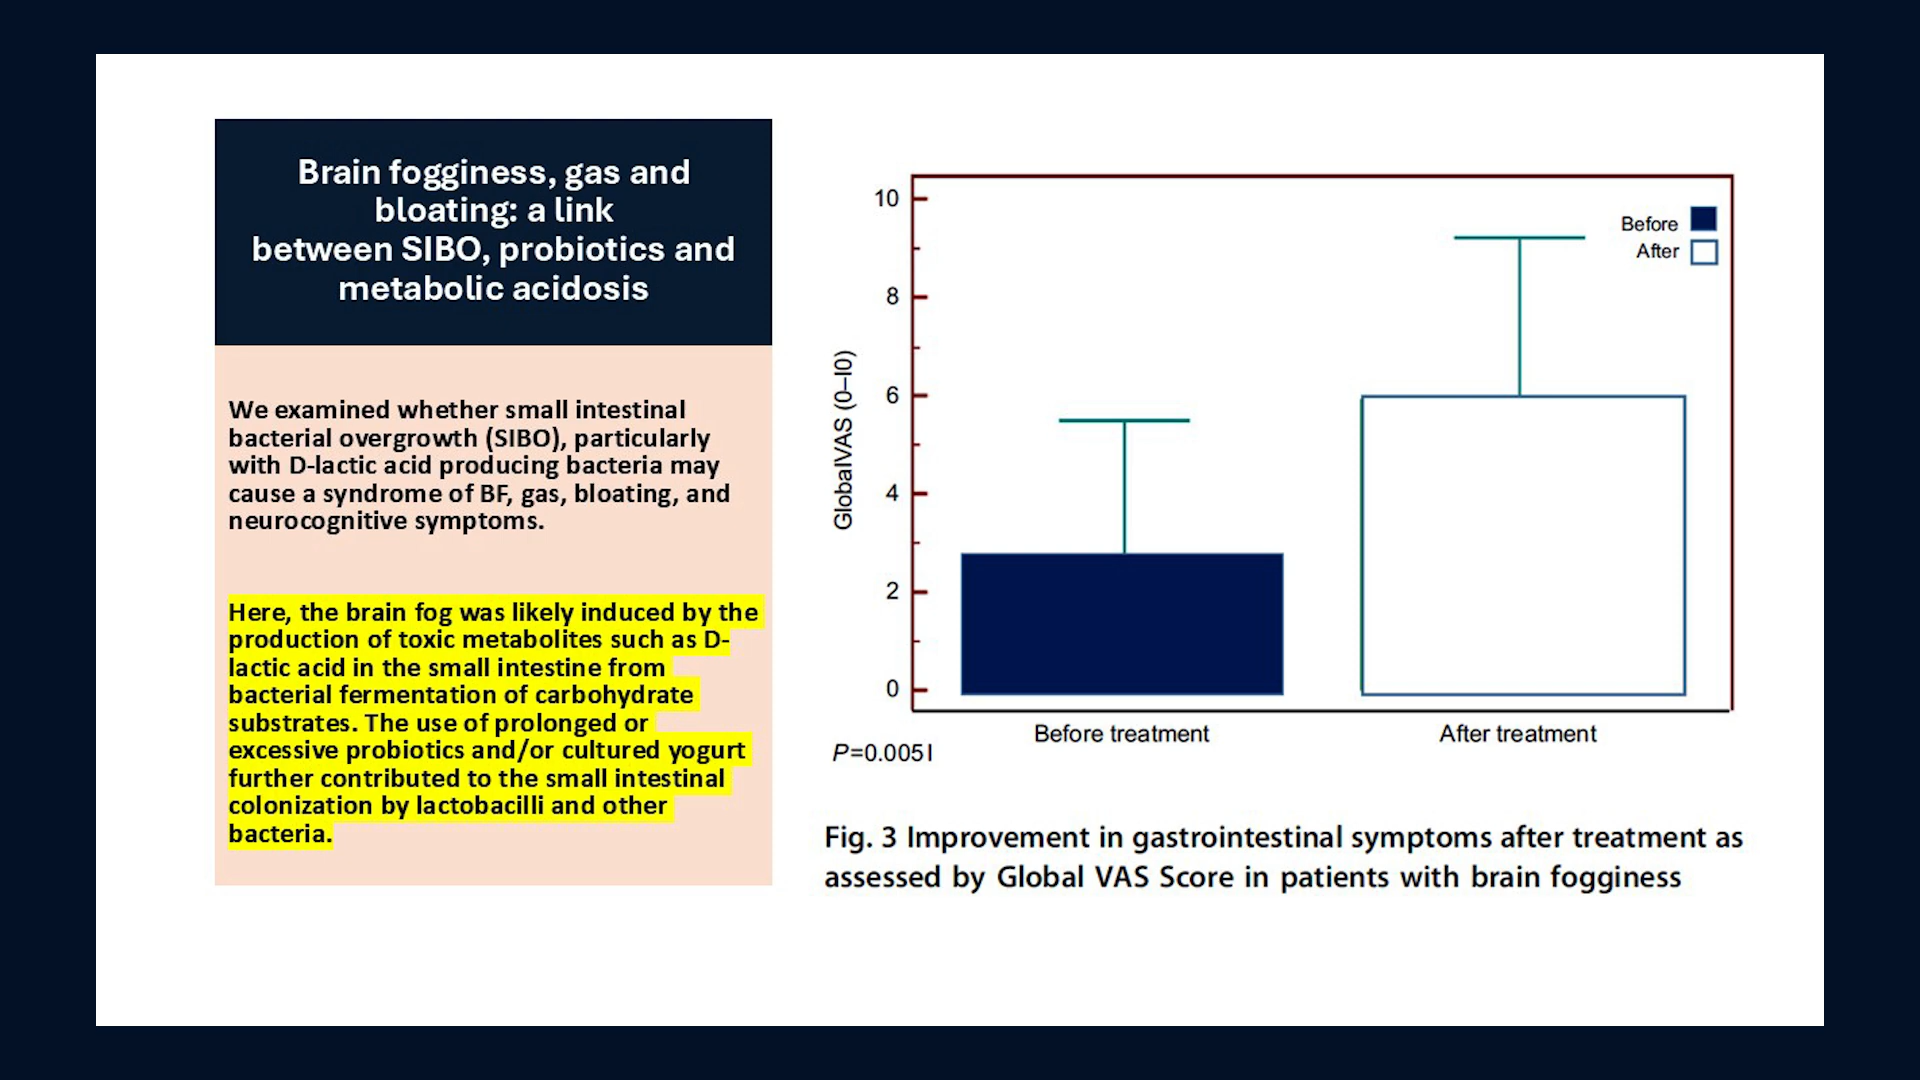 Brain fogginess, gas and
bloating: a link
between SIBO, probiotics and
metabolic acidosis
We examined whether small intestinal
bacterial overgrowth (SIBO), particularly
with D-lactic acid producing bacteria may
cause a syndrome of BF, gas, bloating, and
neurocognitive symptoms.
Here, the brain fog was likely induced by the
production of toxic metabolites such as D-
lactic acid in the small intestine from
bacterial fermentation of carbohydrate
substrates. The use of prolonged or
excessive probiotics and/or cultured yogurt
further contributed to the small intestinal
colonization by lactobacilli and other
bacteria.
10
8
6
4
2
0
GlobalVAS (0–10)
Before
After
Before treatment
After treatment
P=0.0051
Fig. 3 Improvement in gastrointestinal symptoms after treatment as
assessed by Global VAS Score in patients with brain fogginess